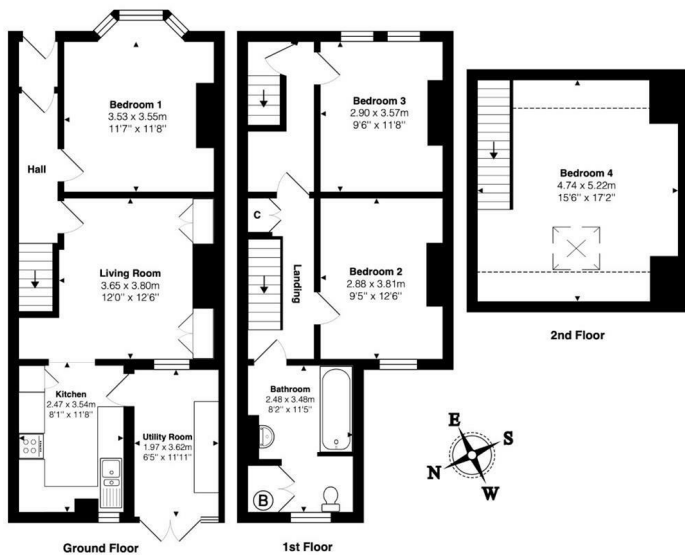 Bedroom 1
3.53 x 3.55m
11'7" x 11'8"
Hall
Living Room
3.65 x 3.80m
12'0" x 12'6"
Kitchen
2.47 x 3.54m
8'1" x 11'8"
Utility Room
1.97 x 3.62m
6'5" x 11'11"
Ground Floor
Bedroom 3
2.90 x 3.57m
9'6" x 11'8"
C
Landing
Bedroom 2
2.88 x 3.81m
9'5" x 12'6"
Bathroom
2.48 x 3.48m
8'2" x 11'5"
B
1st Floor
Bedroom 4
4.74 x 5.22m
15'6" x 17'2"
2nd Floor
E
S
N
W